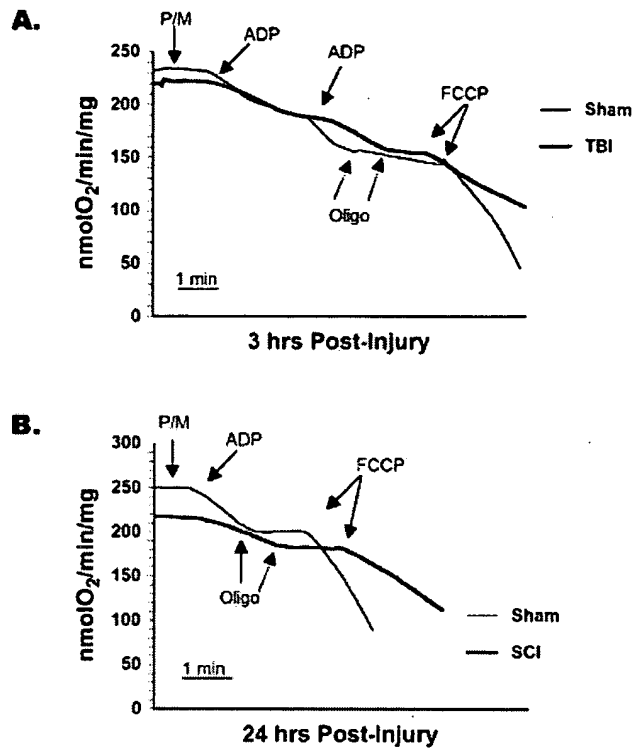 A.
P/M
ADP
ADP
FCCP
Sham
TBI
Oligo
nmolO2/min/mg
250
200
150
100
50
0
1 min
3 hrs Post-Injury
B.
P/M
ADP
FCCP
Oligo
Sham
SCI
nmolO2/min/mg
300
250
200
150
100
50
0
1 min
24 hrs Post-Injury